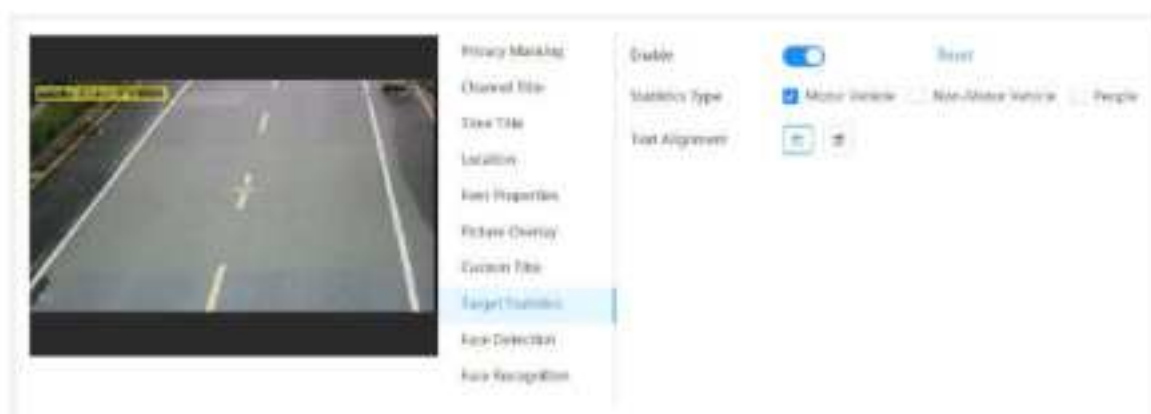 Privacy Masking
Channel Title
Time Title
Location
Font Properties
Picture Overlay
Custom Title
Target Statistics
Face Detection
Face Recognition
Enable
Reset
Statistics Type
Motor Vehicle
Non-Motor Vehicle
People
Text Alignment